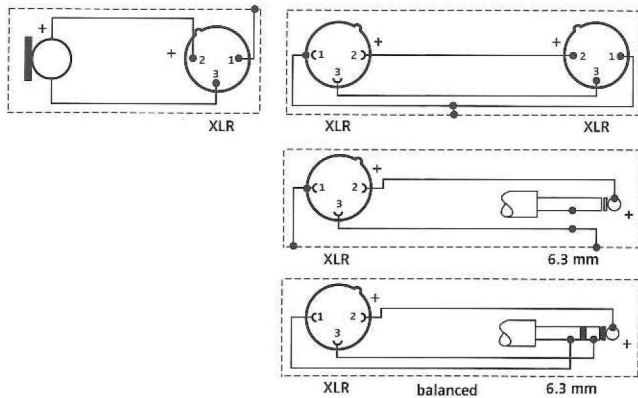 + + 2 1
3
XLR
1 2 + + 2 1
3 3
XLR XLR
1 2 +
3 +
XLR 6.3 mm
1 2 +
3 +
XLR balanced 6.3 mm